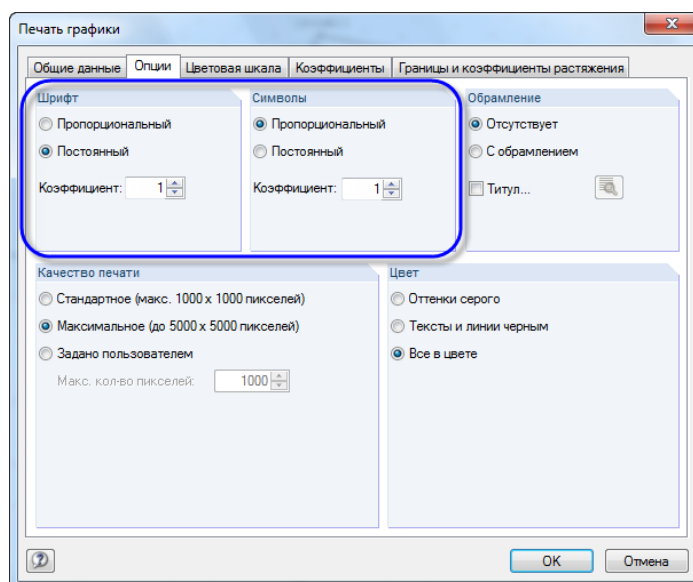 Печать графики
Общие данные
Опции
Цветовая шкала
Коэффициенты
Границы и коэффициенты растяжения
Шрифт
Пропорциональный
Постоянный
Коэффициент: 1
Символы
Пропорциональный
Постоянный
Коэффициент: 1
Обрамление
Отсутствует
С обрамлением
Титул...
Качество печати
Стандартное (макс. 1000 x 1000 пикселей)
Максимальное (до 5000 x 5000 пикселей)
Задано пользователем
Макс. кол-во пикселей: 1000
Цвет
Оттенки серого
Тексты и линии черным
Все в цвете
OK
Отмена